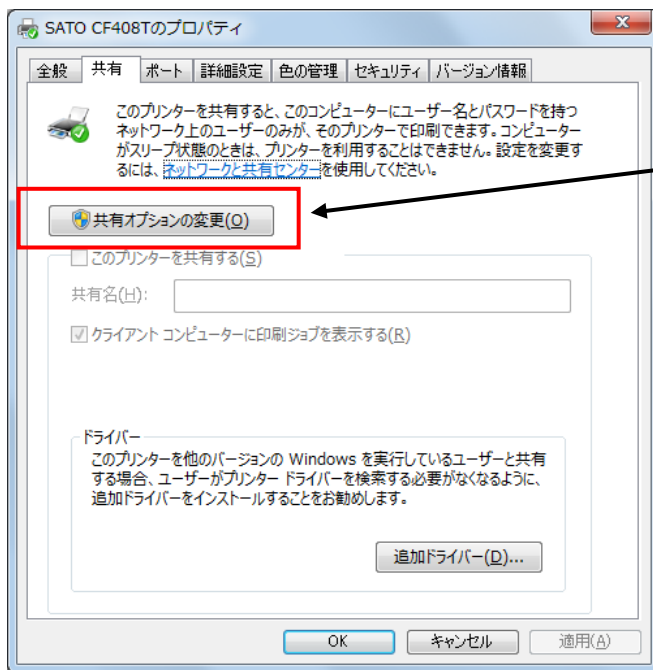 SATO CF408Tのプロパティ
全般 共有 ポート 詳細設定 色の管理 セキュリティ バージョン情報
このプリンターを共有すると、このコンピューターにユーザー名とパスワードを持つ
ネットワーク上のユーザーのみが、そのプリンターで印刷できます。コンピューター
がスリープ状態のときは、プリンターを利用することはできません。設定を変更す
るには、ネットワークと共有センターを使用してください。
共有オプションの変更(O)
このプリンターを共有する(S)
共有名(H):
クライアント コンピューターに印刷ジョブを表示する(R)
ドライバー
このプリンターを他のバージョンの Windows を実行しているユーザーと共有
する場合、ユーザーがプリンター ドライバーを検索する必要がなくなるように、
追加ドライバーをインストールすることをお勧めします。
追加ドライバー(D)...
OK キャンセル 適用(A)